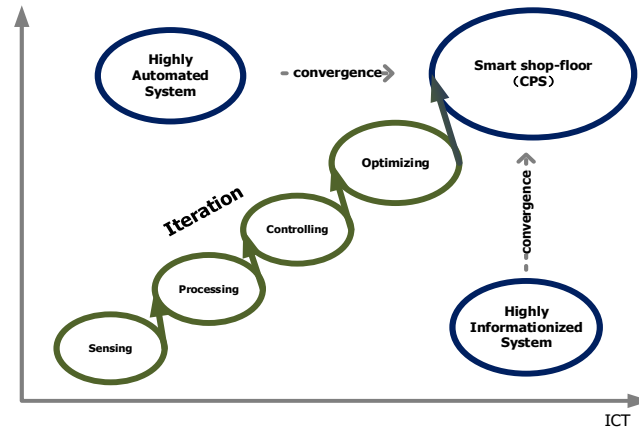 Highly
Automated
System
convergence
Smart shop-floor
（CPS）
Optimizing
Iteration
Controlling
convergence
Processing
Sensing
Highly
Informationized
System
ICT